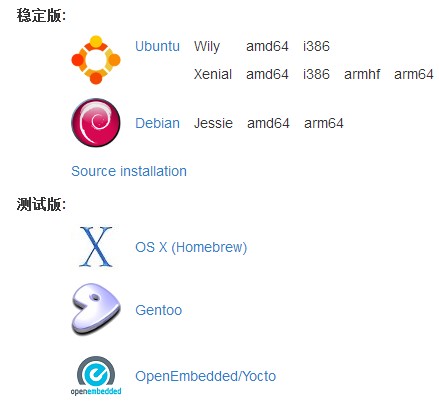 稳定版:
Ubuntu Wily amd64 i386
Xenial amd64 i386 armhf arm64
Debian Jessie amd64 arm64
Source installation
测试版:
X OS X (Homebrew)
Gentoo
openembedded OpenEmbedded/Yocto